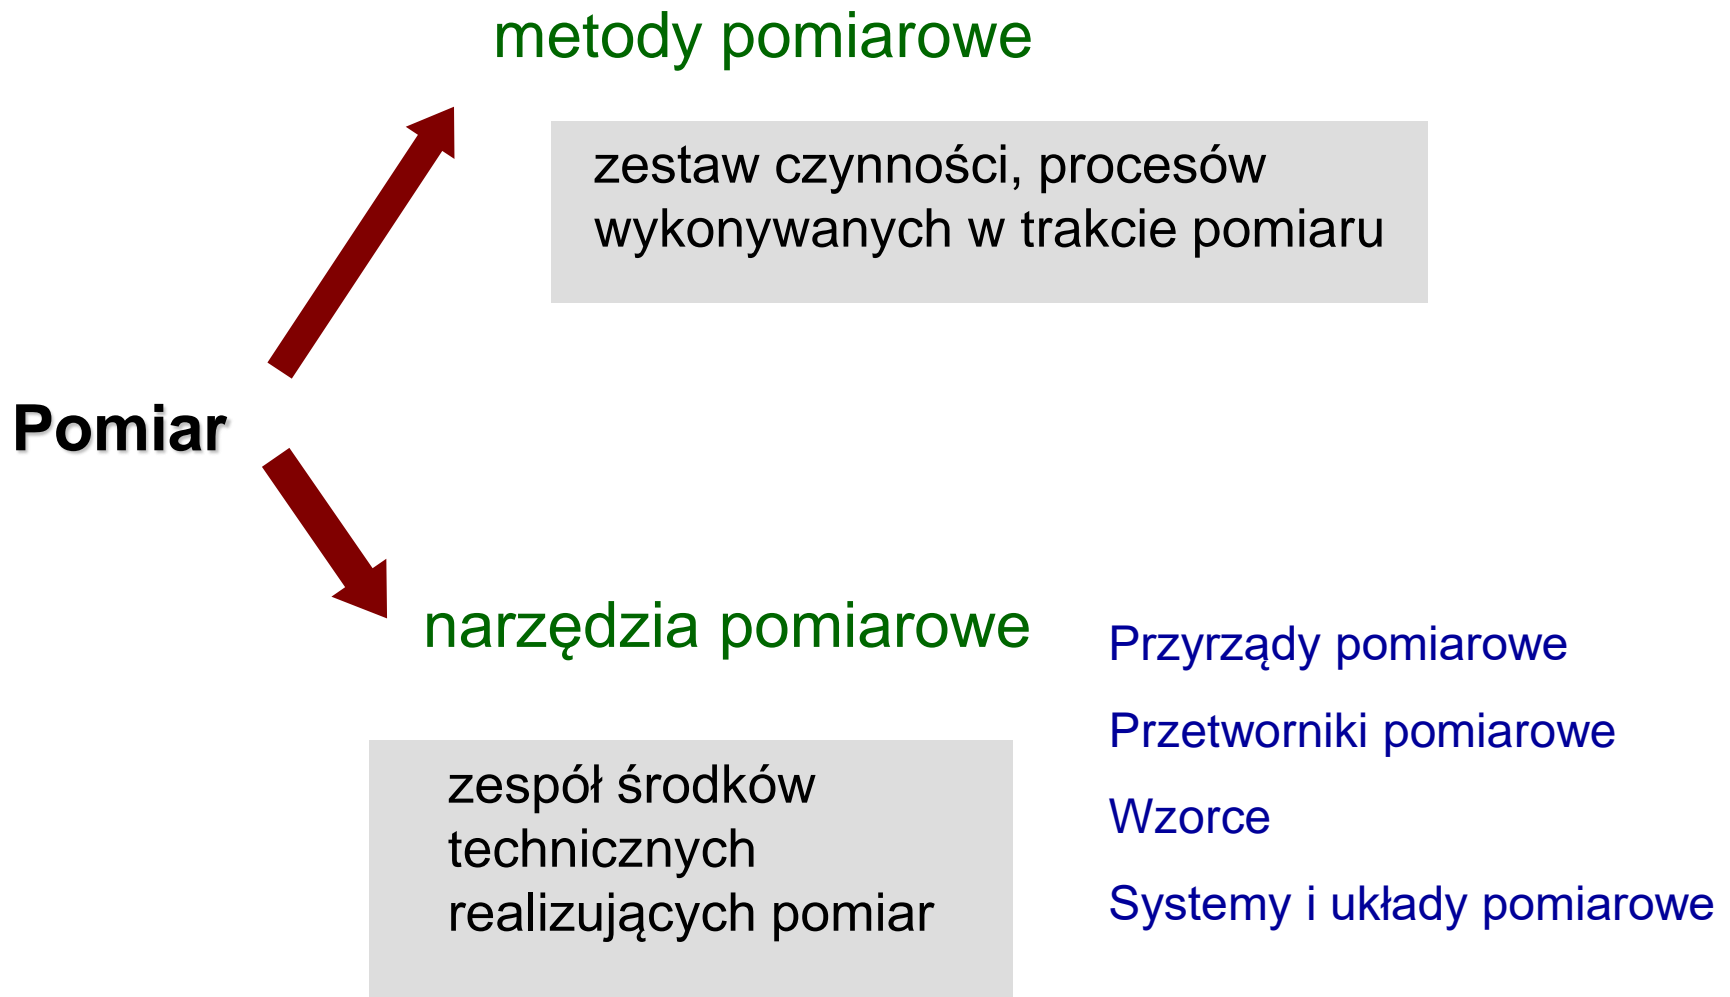 metody pomiarowe
zestaw czynności, procesów
wykonywanych w trakcie pomiaru
Pomiar
narzędzia pomiarowe
zespół środków
technicznych
realizujących pomiar
Przyrządy pomiarowe
Przetworniki pomiarowe
Wzorce
Systemy i układy pomiarowe